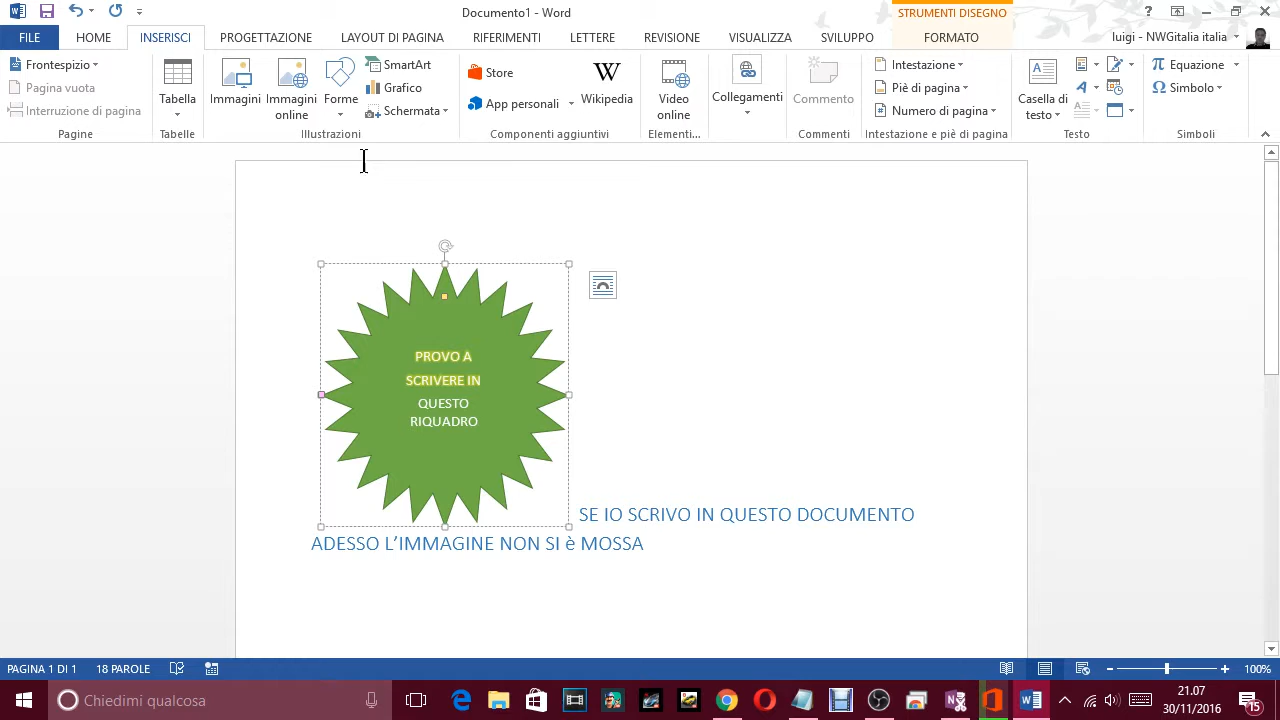 Documento1 - Word
STRUMENTI DISEGNO
?
FILE
HOME
INSERISCI
PROGETTAZIONE
LAYOUT DI PAGINA
RIFERIMENTI
LETTERE
REVISIONE
VISUALIZZA
SVILUPPO
FORMATO
luigi - NWGitalia italia
Frontespizio
Pagina vuota
Interruzione di pagina
Pagine
Tabella
Tabelle
Immagini
Immagini online
Forme
SmartArt
Grafico
Schermata
Illustrazioni
Store
App personali
W
Wikipedia
Componenti aggiuntivi
Video online
Elementi...
Collegamenti
Commento
Commenti
Intestazione
Piè di pagina
Numero di pagina
Intestazione e piè di pagina
Casella di testo
Testo
π Equazione
Ω Simbolo
Simboli
PROVO A
SCRIVERE IN
QUESTO
RIQUADRO
SE IO SCRIVO IN QUESTO DOCUMENTO
ADESSO L’IMMAGINE NON SI è MOSSA
PAGINA 1 DI 1
18 PAROLE
100%
Chiedimi qualcosa
21.07
30/11/2016
15